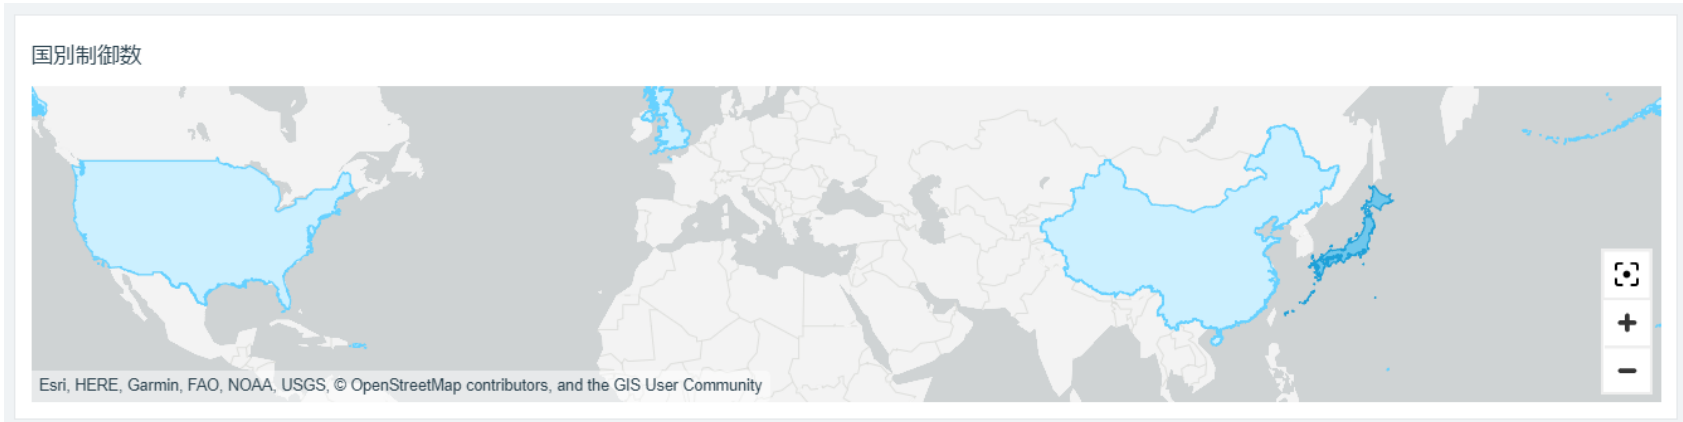 国別制御数
Esri, HERE, Garmin, FAO, NOAA, USGS, © OpenStreetMap contributors, and the GIS User Community